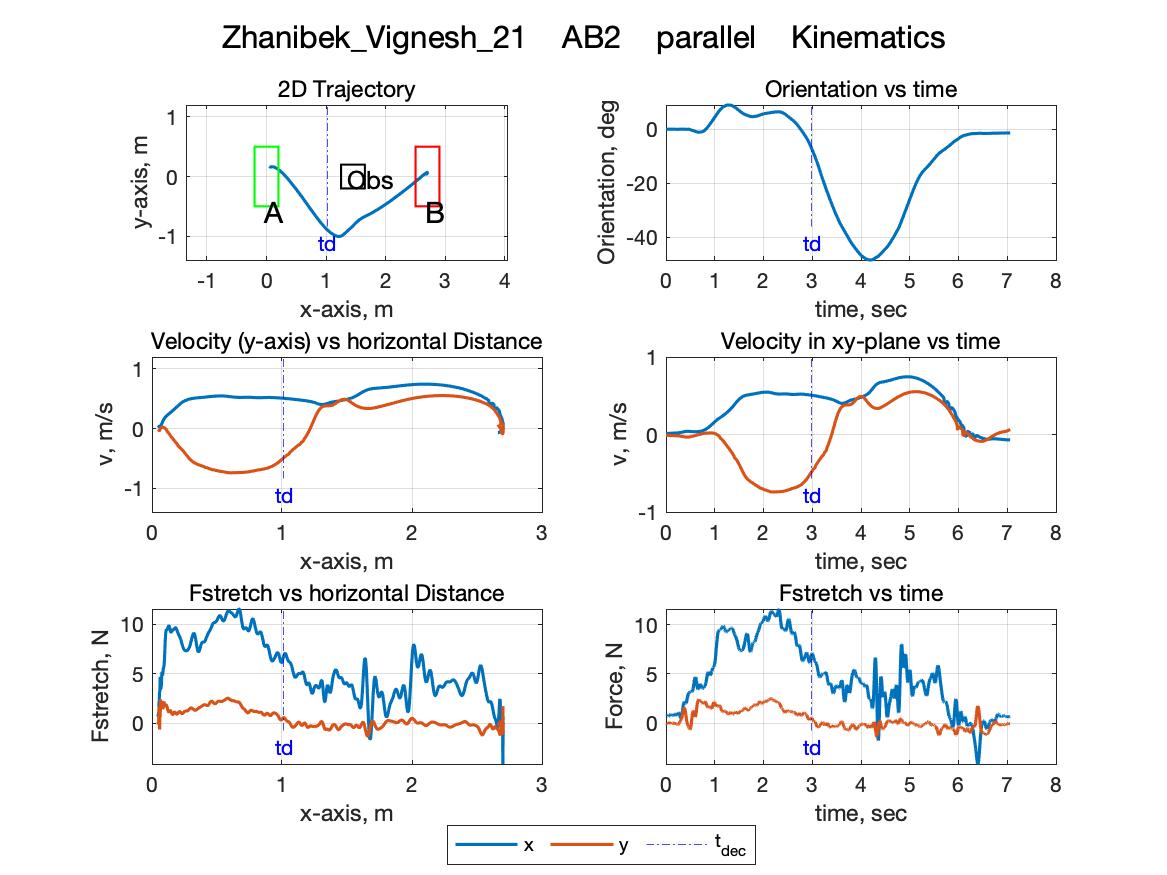 Zhanibek_Vignesh_21 AB2 parallel Kinematics
2D Trajectory
y-axis, m
1
0
-1
A
Obs
B
td
-1 0 1 2 3 4
x-axis, m
Orientation vs time
Orientation, deg
0
-20
-40
td
0 1 2 3 4 5 6 7 8
time, sec
Velocity (y-axis) vs horizontal Distance
v, m/s
1
0
-1
td
0 1 2 3
x-axis, m
Velocity in xy-plane vs time
v, m/s
1
0
-1
td
0 1 2 3 4 5 6 7 8
time, sec
Fstretch vs horizontal Distance
Fstretch, N
10
5
0
td
0 1 2 3
x-axis, m
Fstretch vs time
Force, N
10
5
0
td
0 1 2 3 4 5 6 7 8
time, sec
x y tdec